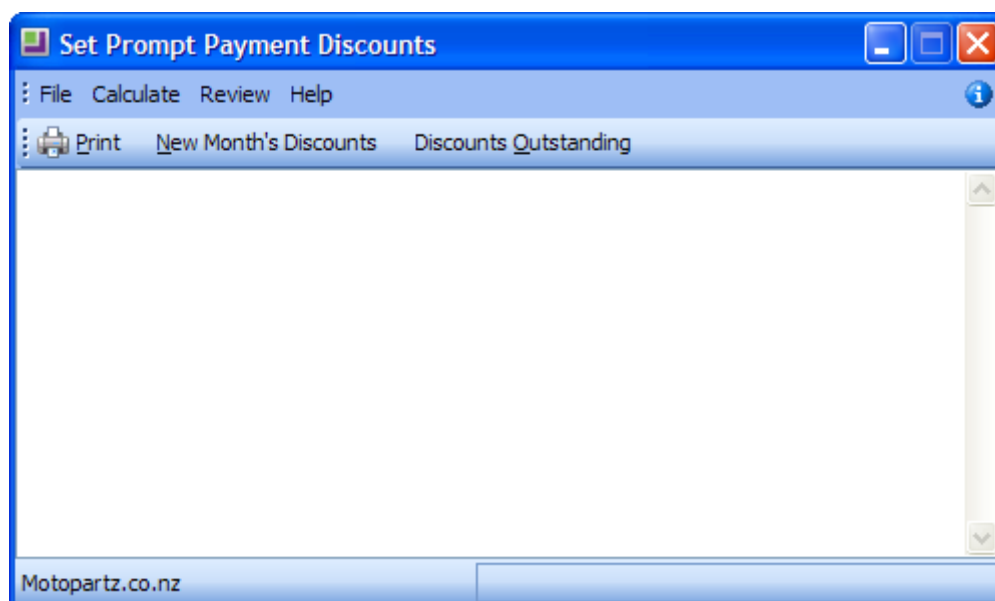 Set Prompt Payment Discounts
File Calculate Review Help
Print New Month's Discounts Discounts Outstanding
Motopartz.co.nz